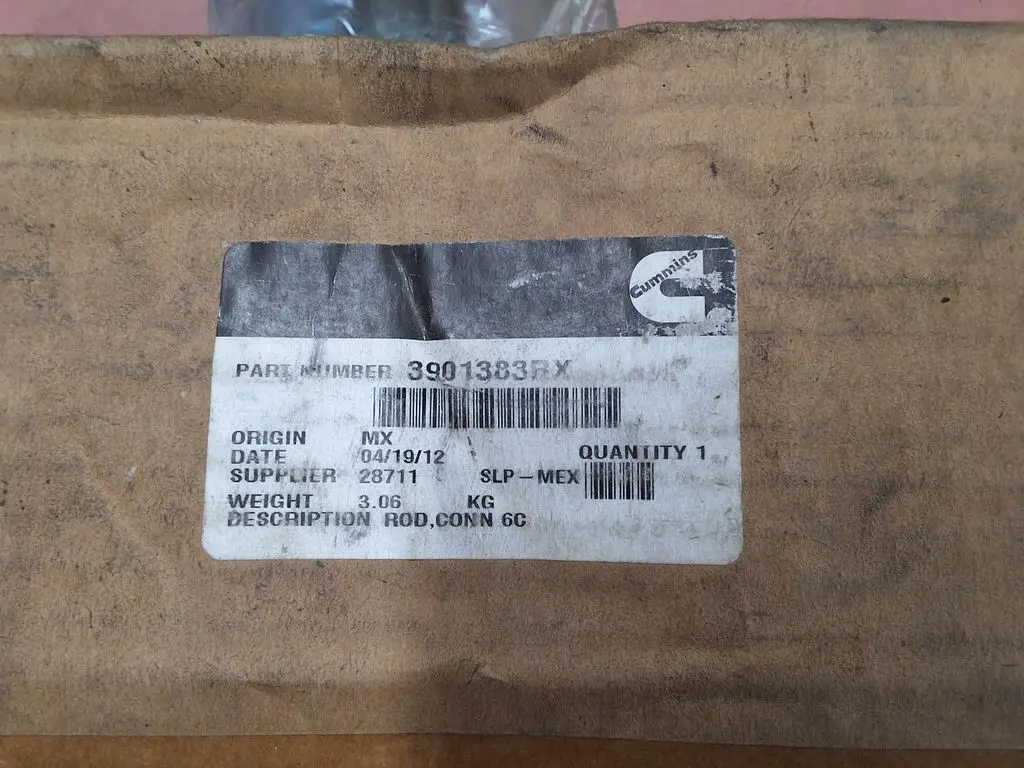 Cummins
PART NUMBER 3901383RX
ORIGIN MX
DATE 04/19/12 QUANTITY 1
SUPPLIER 28711 SLP-MEX
WEIGHT 3.06 KG
DESCRIPTION ROD,CONN 6C